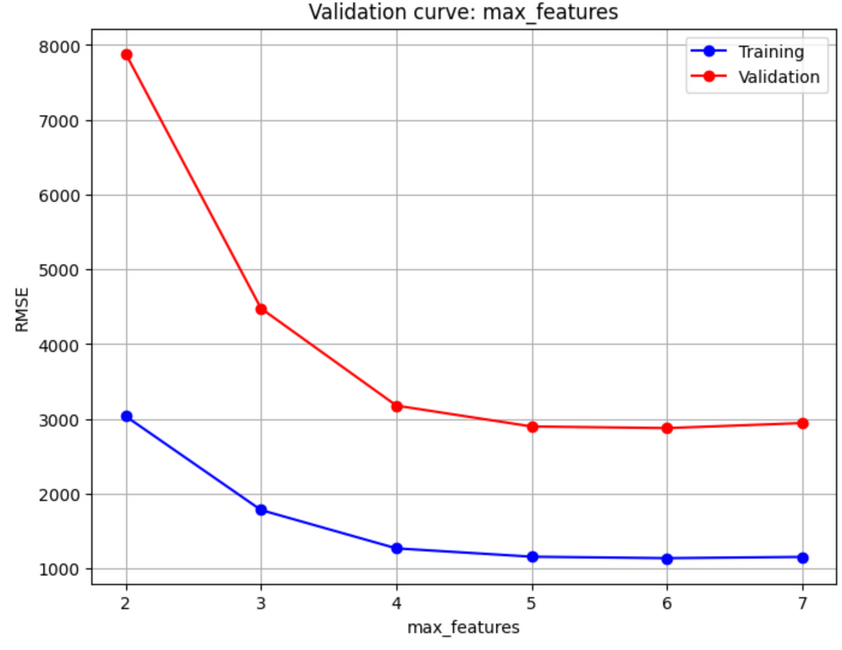 Validation curve: max_features
Training
Validation
8000
7000
6000
5000
4000
3000
2000
1000
RMSE
2 3 4 5 6 7
max_features